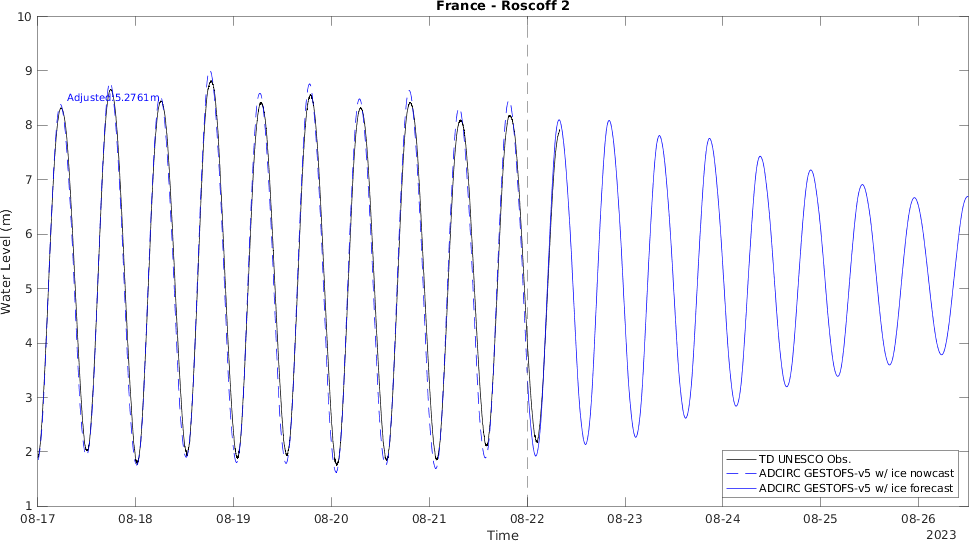 France - Roscoff 2
Water Level (m)
10
9
8
7
6
5
4
3
2
1
Adjusted:5.2761m
TD UNESCO Obs.
ADCIRC GESTOFS-v5 w/ ice nowcast
ADCIRC GESTOFS-v5 w/ ice forecast
08-17 08-18 08-19 08-20 08-21 08-22 08-23 08-24 08-25 08-26
Time
2023